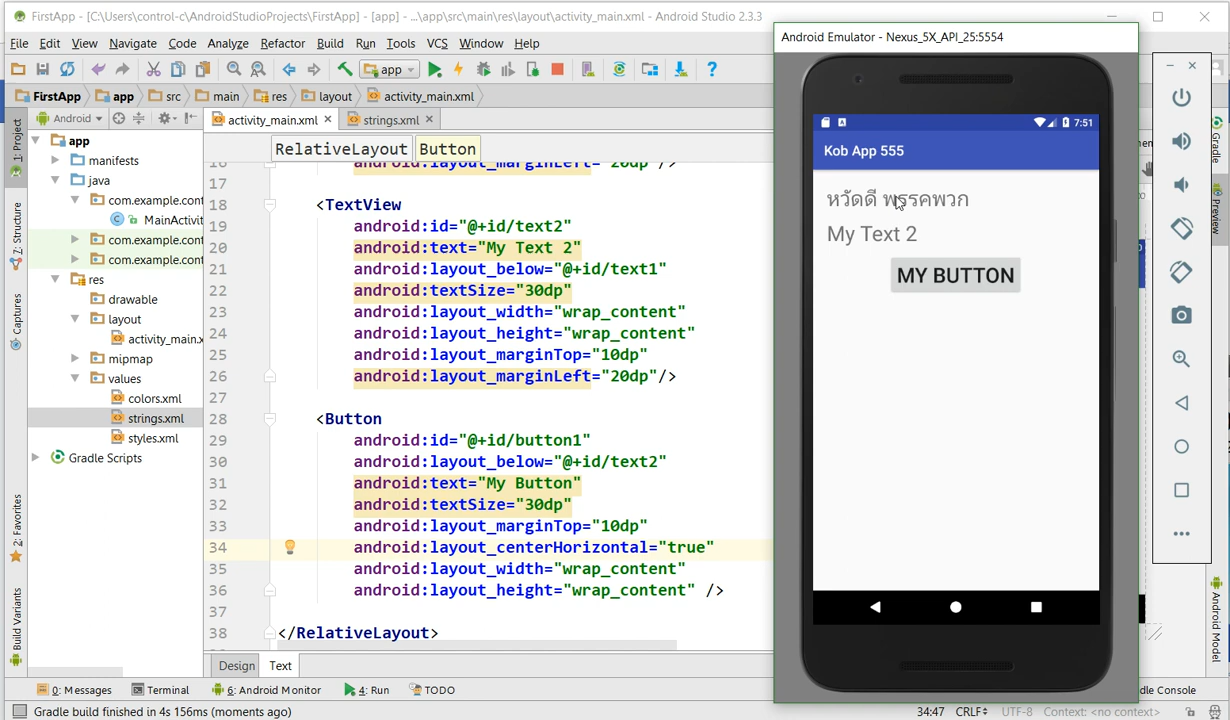 FirstApp - [C:\Users\control-c\AndroidStudioProjects\FirstApp] - [app] - ...\app\src\main\res\layout\activity_main.xml - Android Studio 2.3.3
File Edit View Navigate Code Analyze Refactor Build Run Tools VCS Window Help
app
FirstApp app src main res layout activity_main.xml
Android
activity_main.xml
strings.xml
RelativeLayout Button
1: Project
7: Structure
Captures
2: Favorites
Build Variants
app
manifests
java
com.example.cont
MainActivit
com.example.cont
com.example.cont
res
drawable
layout
activity_main.x
mipmap
values
colors.xml
strings.xml
styles.xml
Gradle Scripts
16 android:layout_marginLeft="20dp" />
17
18 <TextView
19 android:id="@+id/text2"
20 android:text="My Text 2"
21 android:layout_below="@+id/text1"
22 android:textSize="30dp"
23 android:layout_width="wrap_content"
24 android:layout_height="wrap_content"
25 android:layout_marginTop="10dp"
26 android:layout_marginLeft="20dp"/>
27
28 <Button
29 android:id="@+id/button1"
30 android:layout_below="@+id/text2"
31 android:text="My Button"
32 android:textSize="30dp"
33 android:layout_marginTop="10dp"
34 android:layout_centerHorizontal="true"
35 android:layout_width="wrap_content"
36 android:layout_height="wrap_content" />
37
38 </RelativeLayout>
Design Text
Android Emulator - Nexus_5X_API_25:5554
7:51
Kob App 555
หวัดดี พรรคพวก
My Text 2
MY BUTTON
Gradle
Preview
Android Model
0: Messages Terminal 6: Android Monitor 4: Run TODO
dle Console
Gradle build finished in 4s 156ms (moments ago)
34:47 CRLF UTF-8 Context: <no context>